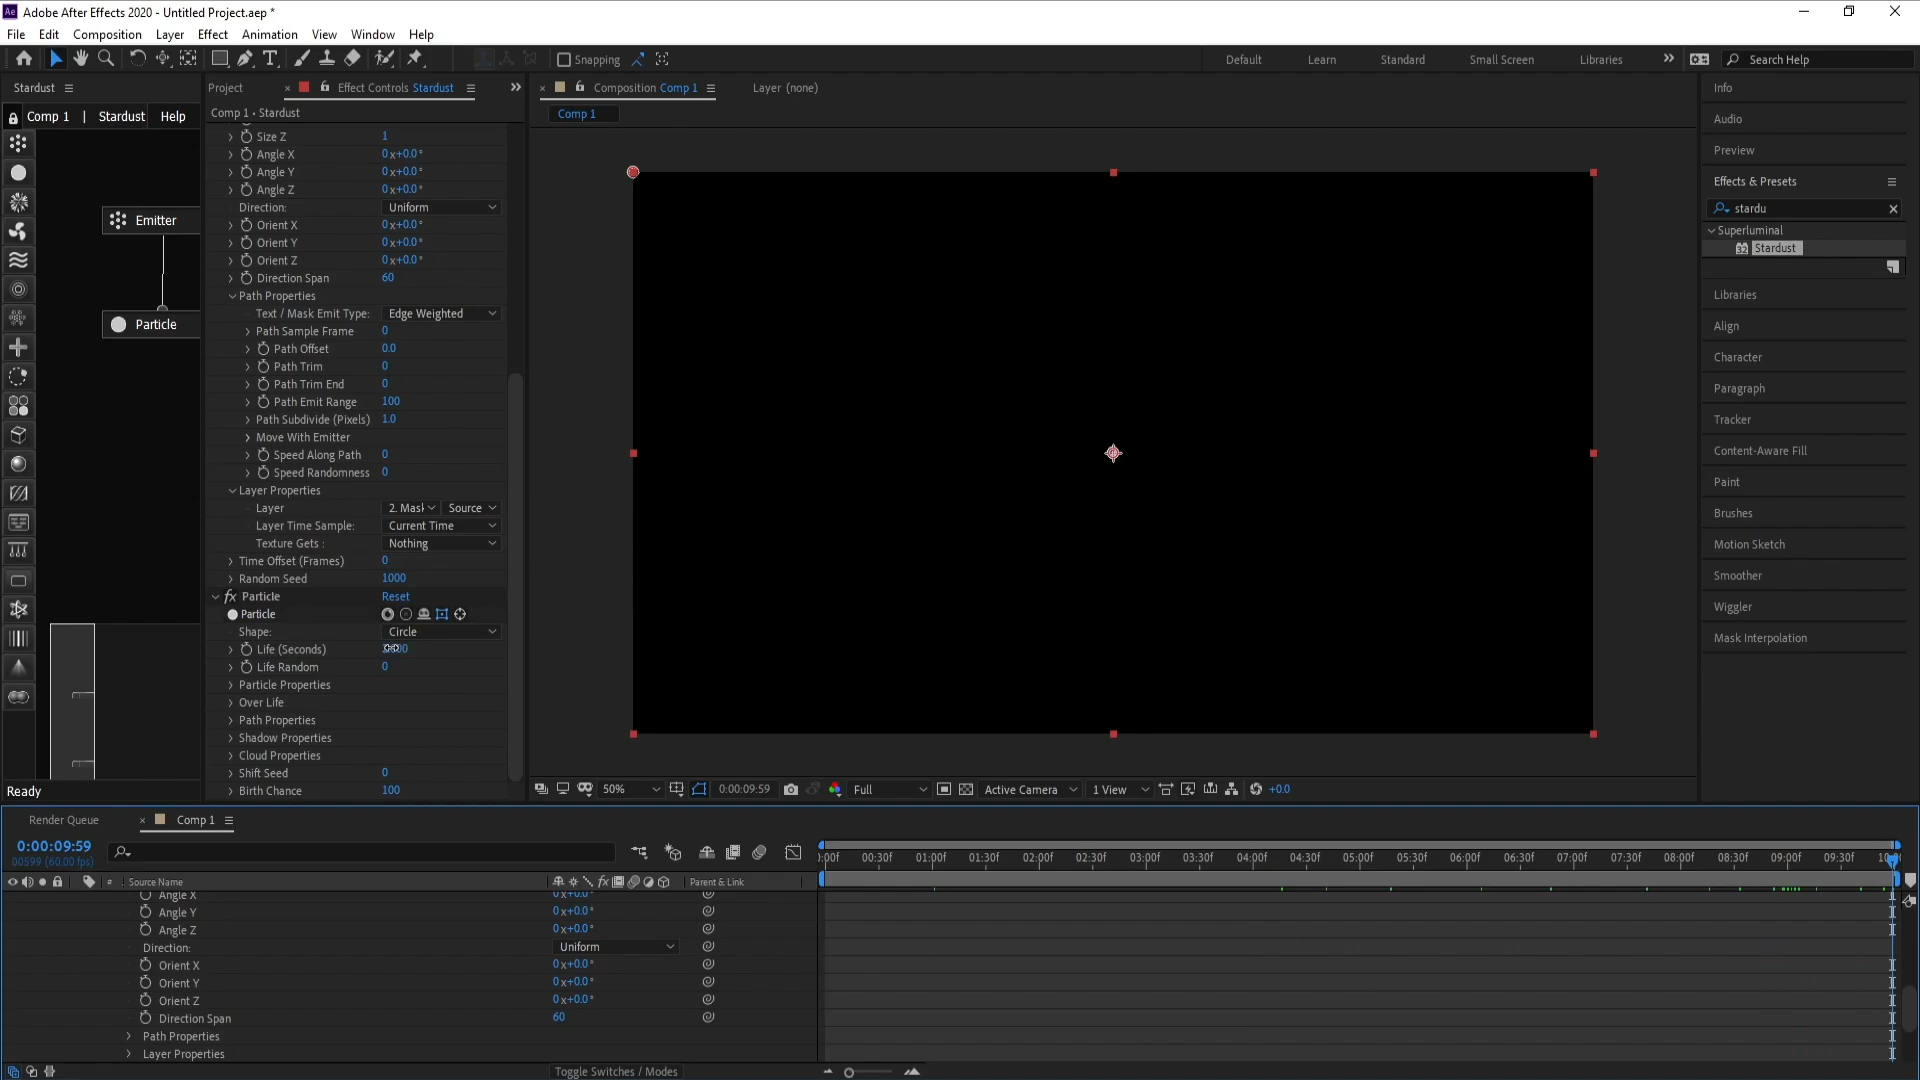 Adobe After Effects 2020 - Untitled Project.aep *
File Edit Composition Layer Effect Animation View Window Help
Snapping
Default Learn Standard Small Screen Libraries Search Help
Stardust
Project Effect Controls Stardust
Composition Comp 1 Layer (none)
Comp 1 | Stardust Help
Comp 1 • Stardust
Comp 1
Emitter
Particle
Ready
Size Z 1
Angle X 0x+0.0°
Angle Y 0x+0.0°
Angle Z 0x+0.0°
Direction: Uniform
Orient X 0x+0.0°
Orient Y 0x+0.0°
Orient Z 0x+0.0°
Direction Span 60
Path Properties
Text / Mask Emit Type: Edge Weighted
Path Sample Frame 0
Path Offset 0.0
Path Trim 0
Path Trim End 0
Path Emit Range 100
Path Subdivide (Pixels) 1.0
Move With Emitter
Speed Along Path 0
Speed Randomness 0
Layer Properties
Layer 2. Mas Source
Layer Time Sample: Current Time
Texture Gets : Nothing
Time Offset (Frames) 0
Random Seed 1000
fx Particle Reset
Particle
Shape: Circle
Life (Seconds)
Life Random 0
Particle Properties
Over Life
Path Properties
Shadow Properties
Cloud Properties
Shift Seed 0
Birth Chance 100
50% 0:00:09:59 Full Active Camera 1 View +0.0
Info
Audio
Preview
Effects & Presets
stardu
Superluminal
32 Stardust
Libraries
Align
Character
Paragraph
Tracker
Content-Aware Fill
Paint
Brushes
Motion Sketch
Smoother
Wiggler
Mask Interpolation
Render Queue Comp 1
0:00:09:59
00599 (60.00 fps)
:00f 00:30f 01:00f 01:30f 02:00f 02:30f 03:00f 03:30f 04:00f 04:30f 05:00f 05:30f 06:00f 06:30f 07:00f 07:30f 08:00f 08:30f 09:00f 09:30f
# Source Name fx Parent & Link
Angle X 0x+0.0°
Angle Y 0x+0.0°
Angle Z 0x+0.0°
Direction: Uniform
Orient X 0x+0.0°
Orient Y 0x+0.0°
Orient Z 0x+0.0°
Direction Span 60
Path Properties
Layer Properties
Toggle Switches / Modes